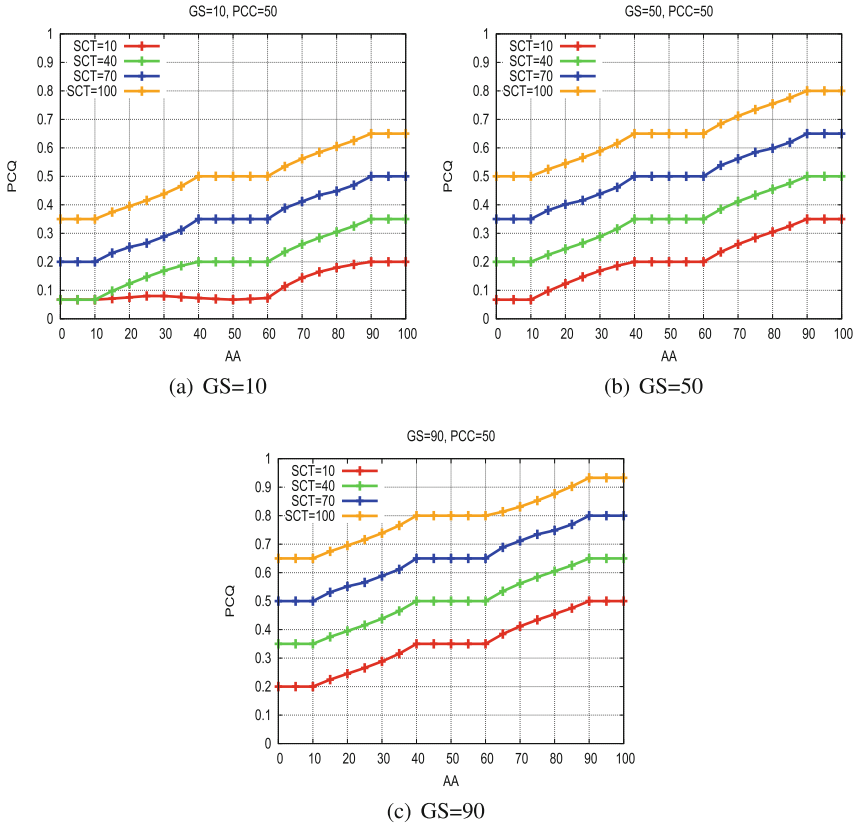 GS=10, PCC=50
SCT=10
SCT=40
SCT=70
SCT=100
1
0.9
0.8
0.7
0.6
0.5
0.4
0.3
0.2
0.1
0
PCQ
0 10 20 30 40 50 60 70 80 90 100
AA
(a) GS=10
GS=50, PCC=50
SCT=10
SCT=40
SCT=70
SCT=100
1
0.9
0.8
0.7
0.6
0.5
0.4
0.3
0.2
0.1
0
PCQ
0 10 20 30 40 50 60 70 80 90 100
AA
(b) GS=50
GS=90, PCC=50
SCT=10
SCT=40
SCT=70
SCT=100
1
0.9
0.8
0.7
0.6
0.5
0.4
0.3
0.2
0.1
0
PCQ
0 10 20 30 40 50 60 70 80 90 100
AA
(c) GS=90